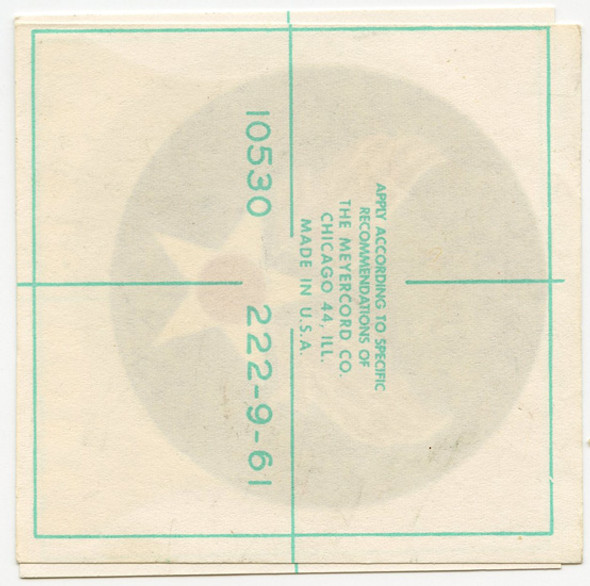 APPLY ACCORDING TO SPECIFIC
RECOMMENDATIONS OF
THE MEYERCORD CO.
CHICAGO 44, ILL.
MADE IN U.S.A.
10530 222-9-61